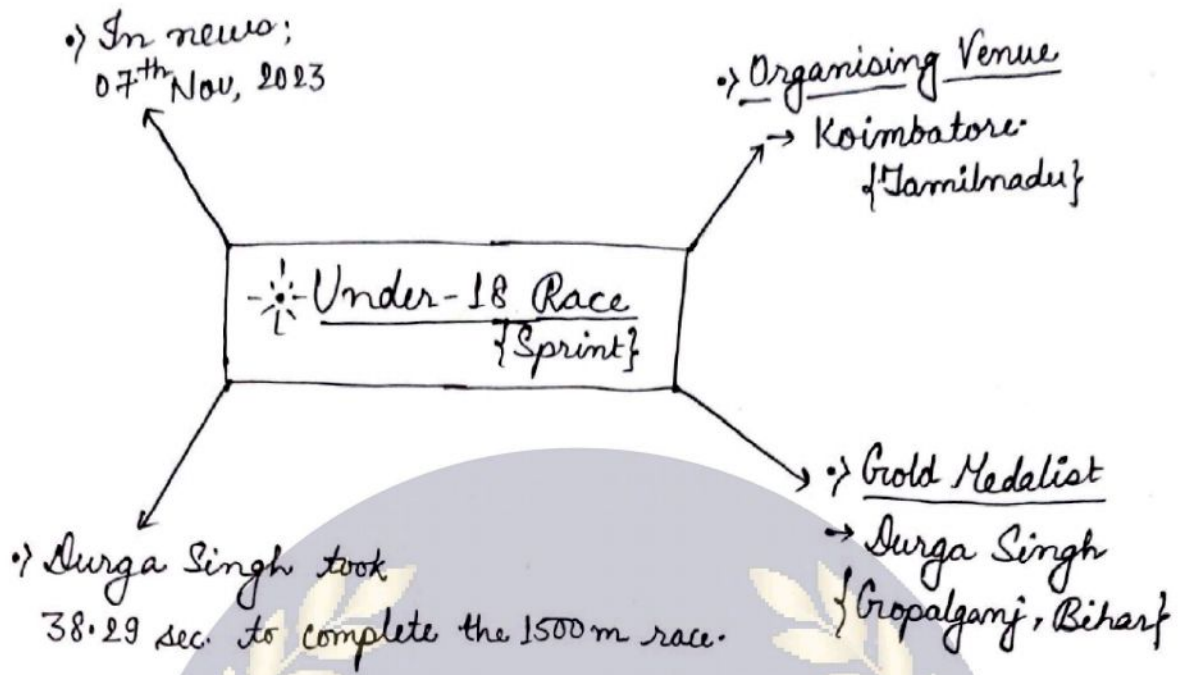 •) In news;
07th Nov, 2023
•) Organising Venue
→ Koimbatore.
{Tamilnadu}
Under-18 Race
{Sprint}
•) Gold Medalist
→ Durga Singh
{Gopalganj, Bihar}
•) Durga Singh took
38.29 sec. to complete the 1500m race.